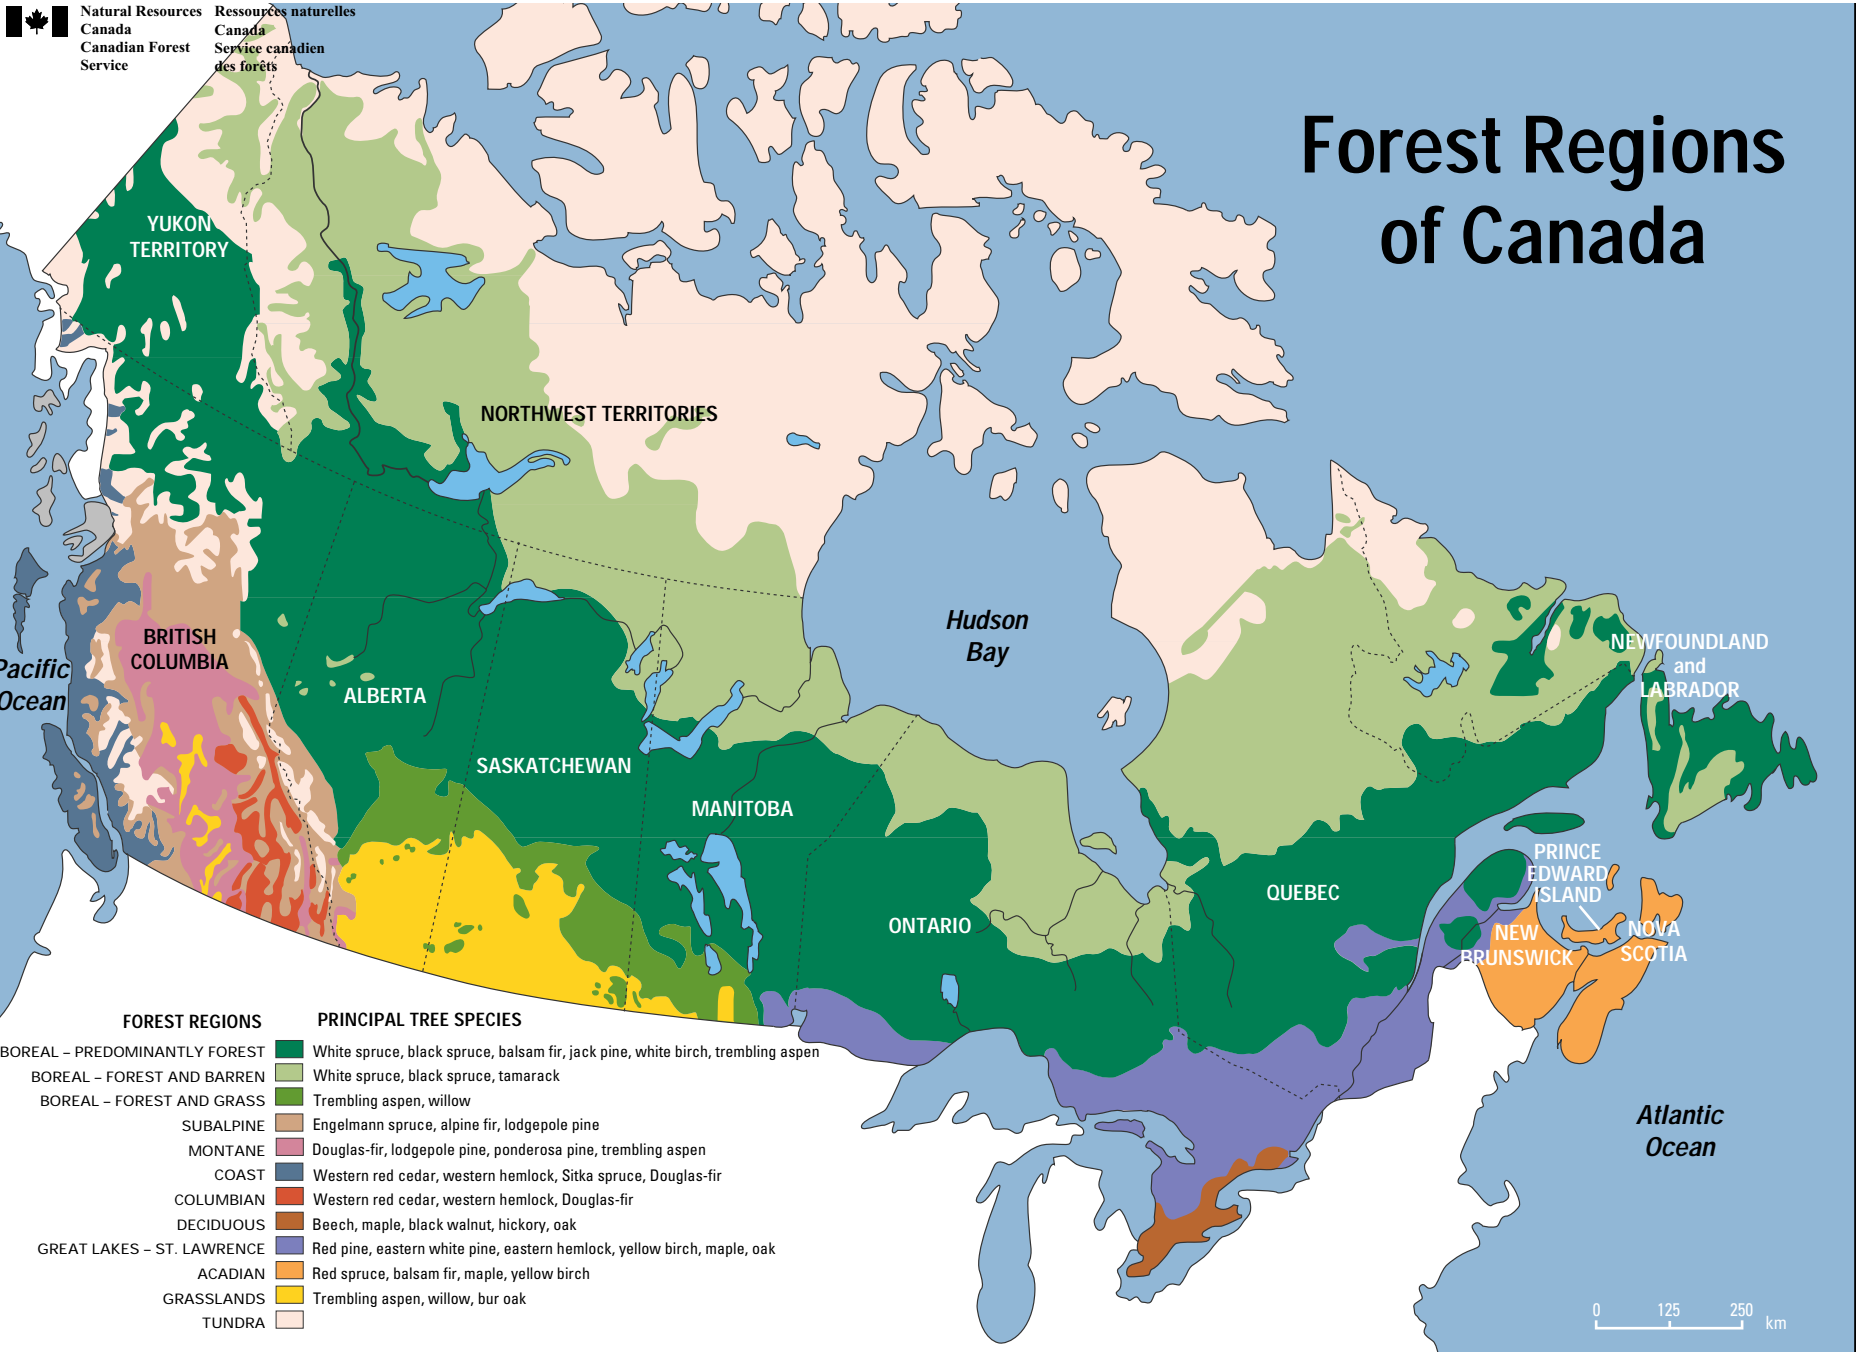 Natural Resources Canada Canadian Forest Service
Ressources naturelles Canada Service canadien des forêts
Forest Regions
of Canada
YUKON
TERRITORY
NORTHWEST TERRITORIES
BRITISH
COLUMBIA
Pacific
Ocean
ALBERTA
SASKATCHEWAN
MANITOBA
Hudson
Bay
ONTARIO
QUEBEC
NEWFOUNDLAND
and
LABRADOR
PRINCE
EDWARD
ISLAND
NEW
BRUNSWICK
NOVA
SCOTIA
Atlantic
Ocean
FOREST REGIONS PRINCIPAL TREE SPECIES
BOREAL – PREDOMINANTLY FOREST White spruce, black spruce, balsam fir, jack pine, white birch, trembling aspen
BOREAL – FOREST AND BARREN White spruce, black spruce, tamarack
BOREAL – FOREST AND GRASS Trembling aspen, willow
SUBALPINE Engelmann spruce, alpine fir, lodgepole pine
MONTANE Douglas-fir, lodgepole pine, ponderosa pine, trembling aspen
COAST Western red cedar, western hemlock, Sitka spruce, Douglas-fir
COLUMBIAN Western red cedar, western hemlock, Douglas-fir
DECIDUOUS Beech, maple, black walnut, hickory, oak
GREAT LAKES – ST. LAWRENCE Red pine, eastern white pine, eastern hemlock, yellow birch, maple, oak
ACADIAN Red spruce, balsam fir, maple, yellow birch
GRASSLANDS Trembling aspen, willow, bur oak
TUNDRA
0 125 250
km